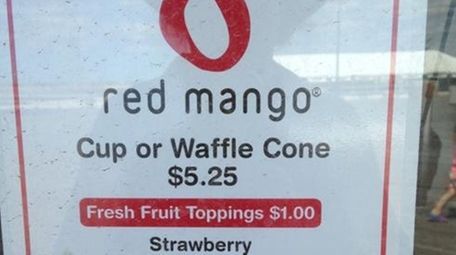 red mango®
Cup or Waffle Cone
$5.25
Fresh Fruit Toppings $1.00
Strawberry